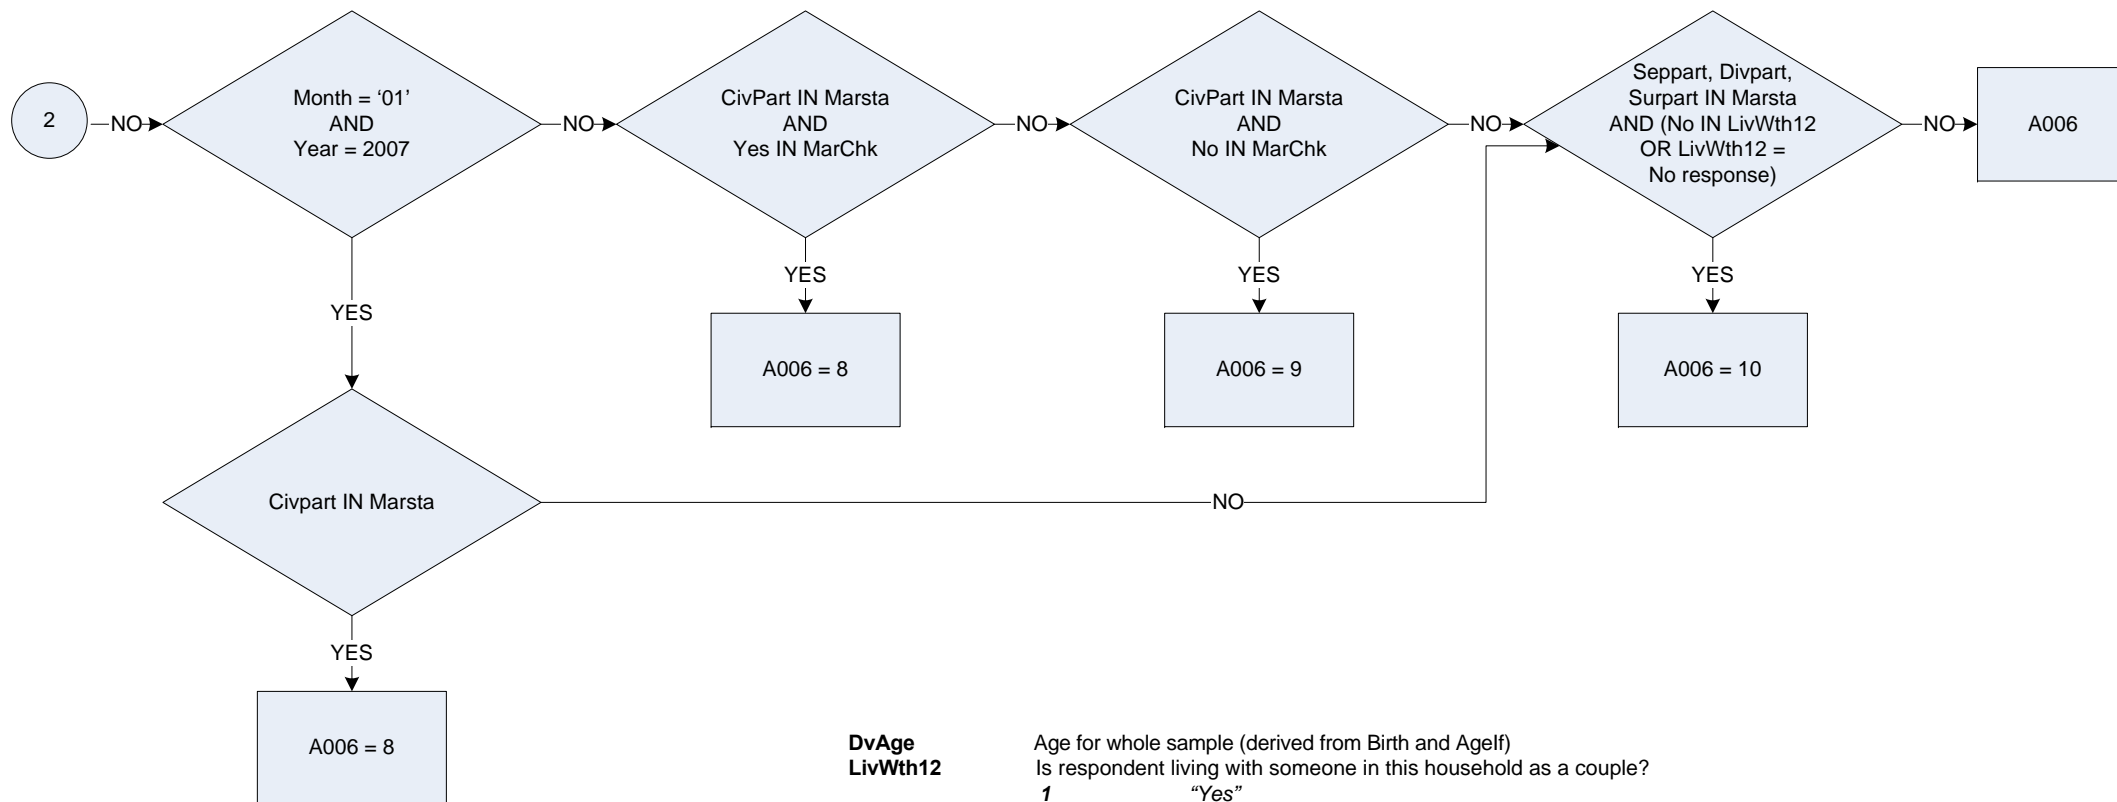 2
NO
Month = ‘01’
AND
Year = 2007
NO
CivPart IN Marsta
AND
Yes IN MarChk
NO
CivPart IN Marsta
AND
No IN MarChk
NO
Seppart, Divpart,
Surpart IN Marsta
AND (No IN LivWth12
OR LivWth12 =
No response)
NO
A006
YES
YES
YES
YES
A006 = 8
A006 = 9
A006 = 10
Civpart IN Marsta
NO
YES
A006 = 8
DvAge Age for whole sample (derived from Birth and AgeIf)
LivWth12 Is respondent living with someone in this household as a couple?
1 “Yes”